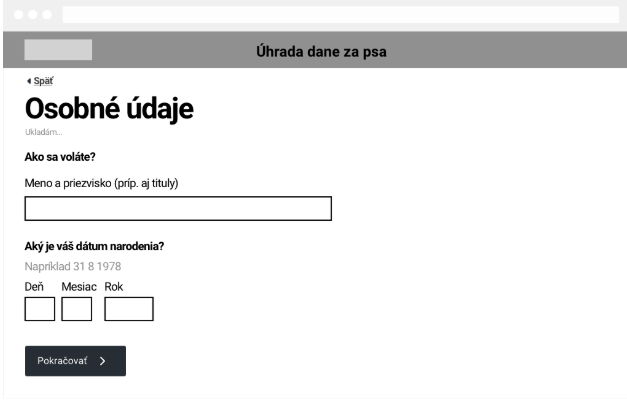 Úhrada dane za psa
Späť
Osobné údaje
Ukladám...
Ako sa voláte?
Meno a priezvisko (príp. aj tituly)
Aký je váš dátum narodenia?
Napríklad 31 8 1978
Deň Mesiac Rok
Pokračovať